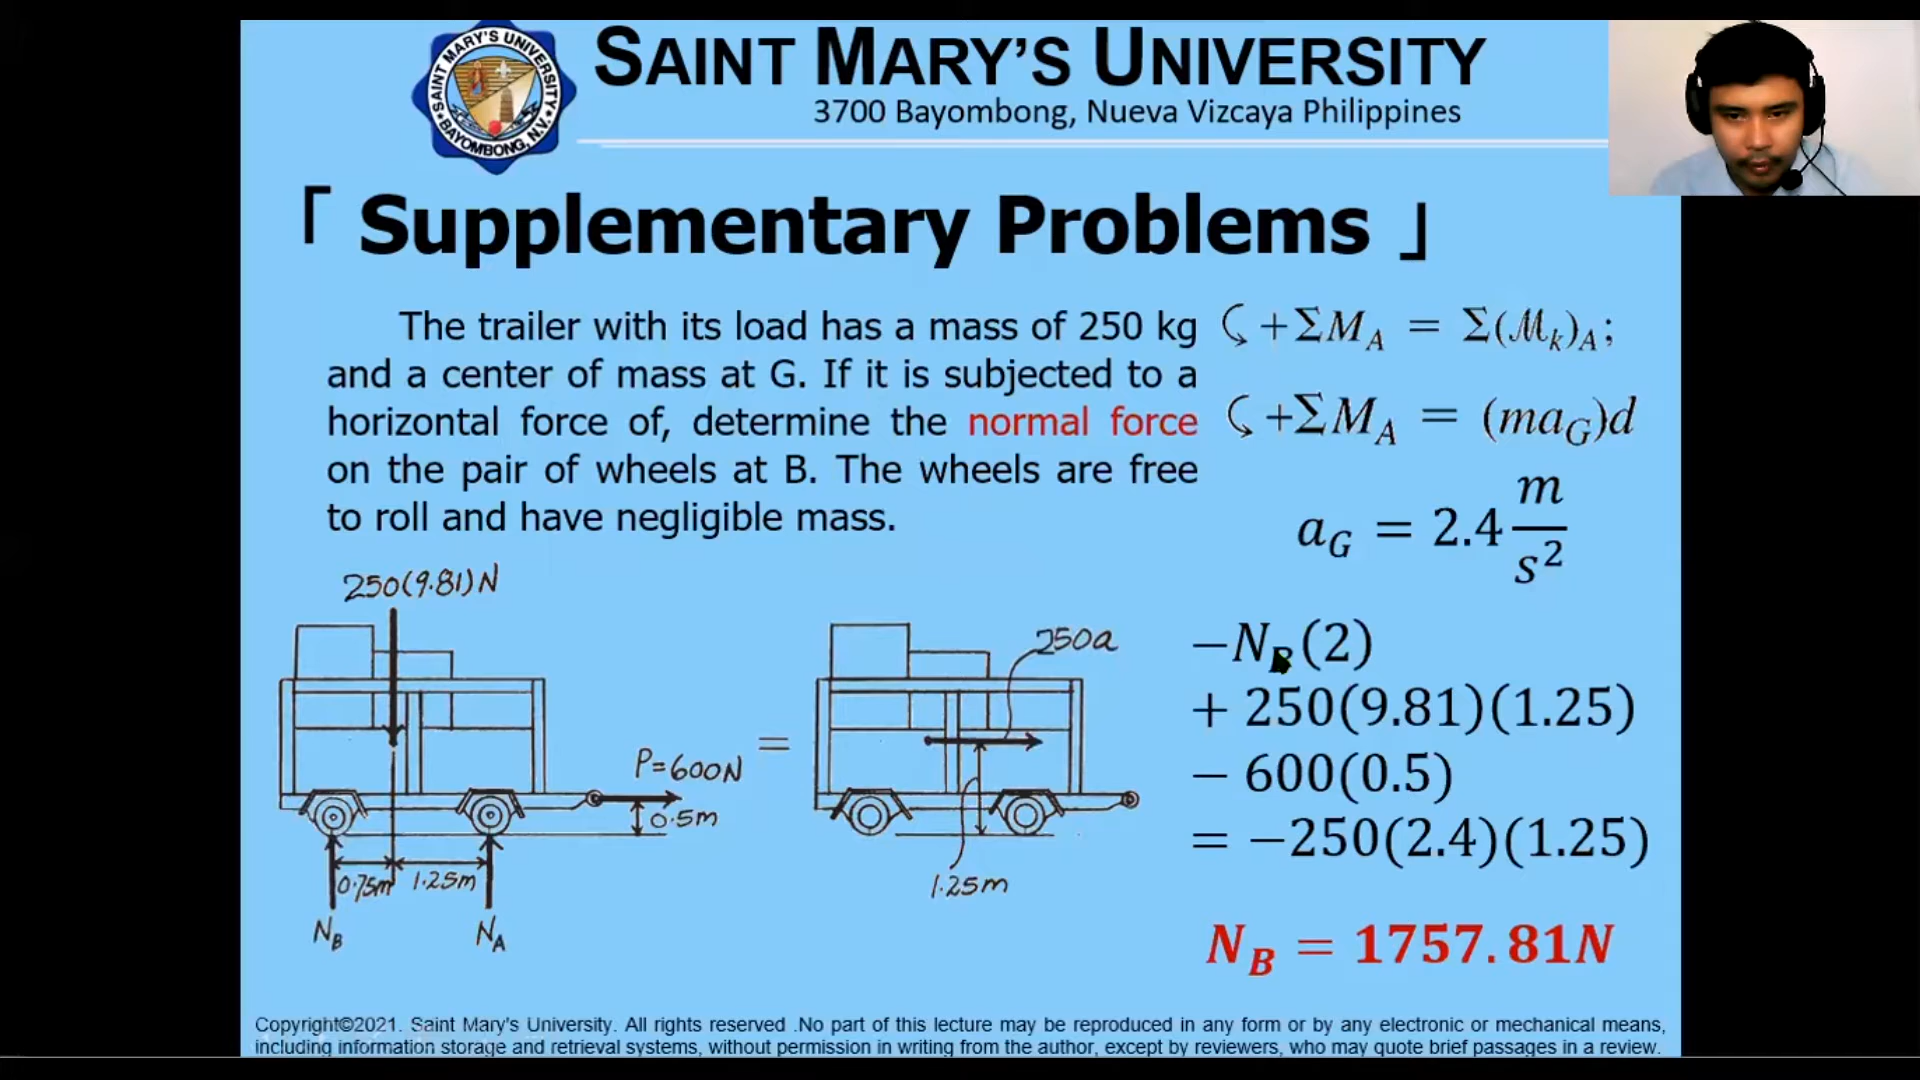 SAINT MARY'S UNIVERSITY
BAYOMBONG, N.V.
SAINT MARY'S UNIVERSITY
3700 Bayombong, Nueva Vizcaya Philippines
「 Supplementary Problems 」
The trailer with its load has a mass of 250 kg
and a center of mass at G. If it is subjected to a
horizontal force of, determine the normal force
on the pair of wheels at B. The wheels are free
to roll and have negligible mass.
⤹+ΣM_A = Σ(ℳ_k)_A;
⤹+ΣM_A = (ma_G)d
a_G = 2.4 m/s²
250(9.81)N
P=600N
0.5m
0.75m
1.25m
N_B
N_A
=
250a
1.25m
−N_B(2)
+ 250(9.81)(1.25)
− 600(0.5)
= −250(2.4)(1.25)
N_B = 1757.81N
Copyright©2021. Saint Mary's University. All rights reserved .No part of this lecture may be reproduced in any form or by any electronic or mechanical means,
including information storage and retrieval systems, without permission in writing from the author, except by reviewers, who may quote brief passages in a review.